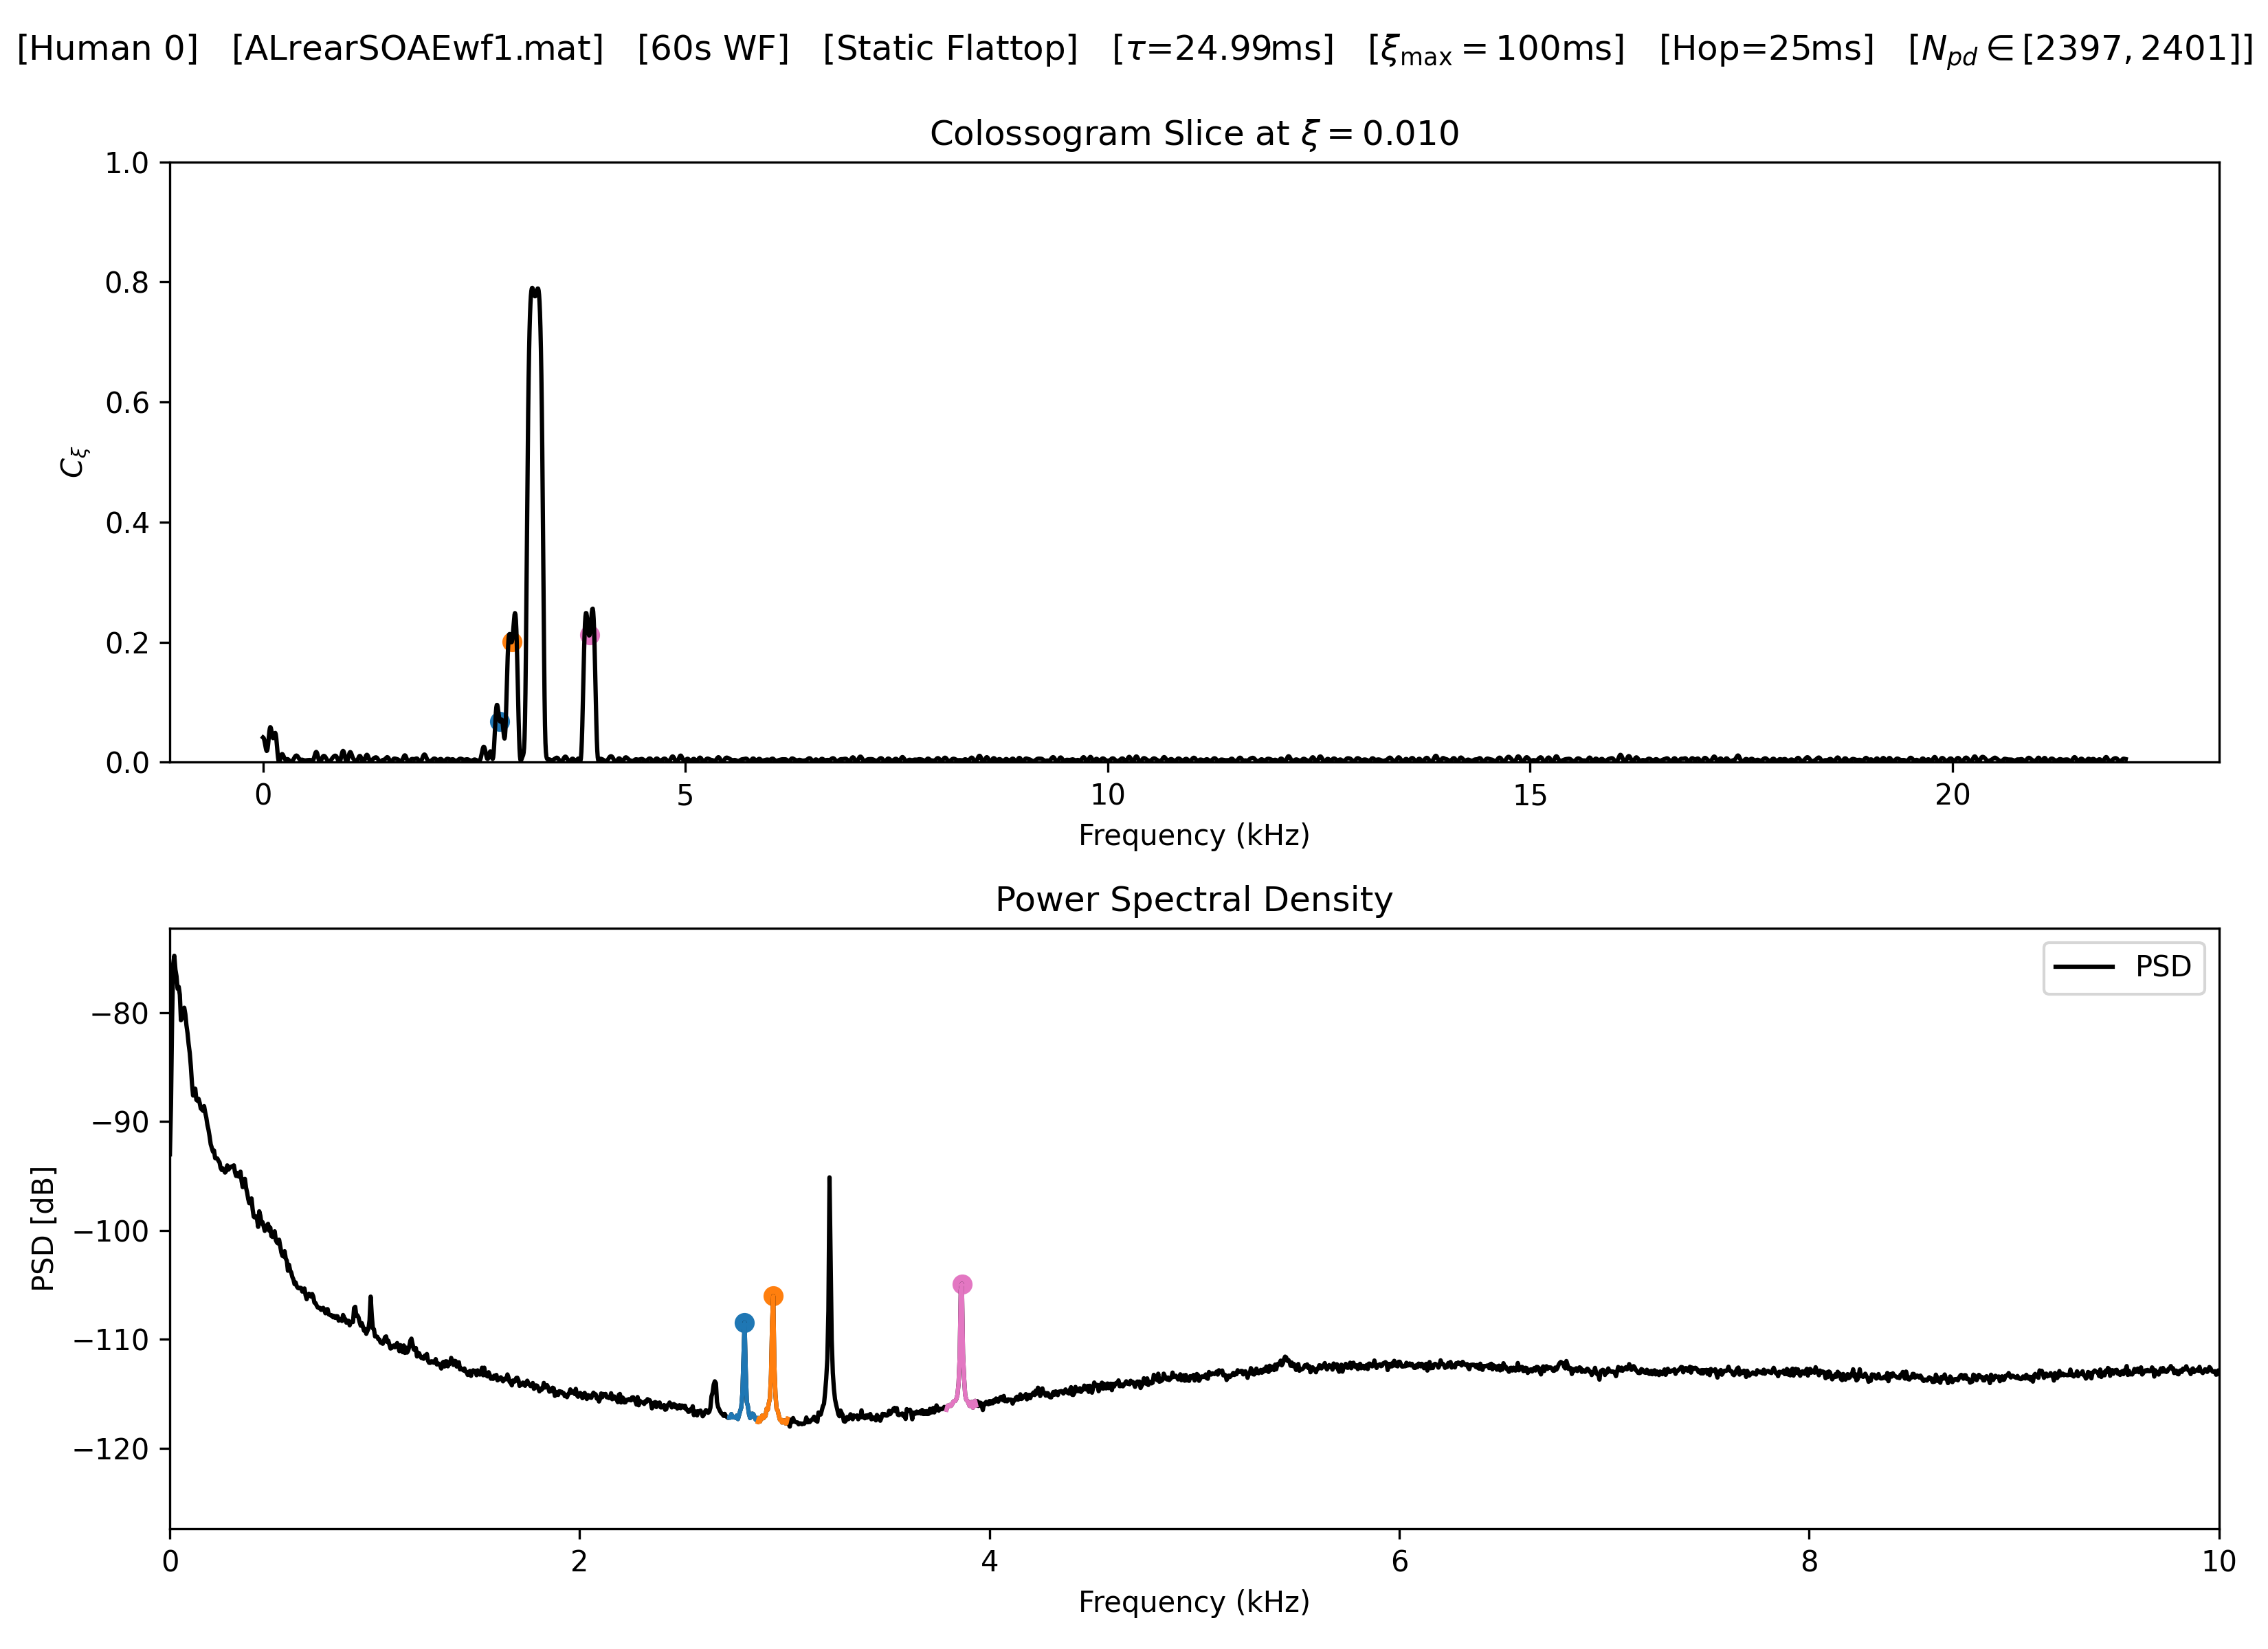 [Human 0]   [ALrearSOAEwf1.mat]   [60s WF]   [Static Flattop]   [τ=24.99ms]   [ξmax = 100ms]   [Hop=25ms]   [Npd ∈ [2397, 2401]]
Colossogram Slice at ξ = 0.010
1.0
0.8
0.6
0.4
0.2
0.0
Cξ
0 5 10 15 20
Frequency (kHz)
Power Spectral Density
PSD
−80
−90
−100
−110
−120
PSD [dB]
0 2 4 6 8 10
Frequency (kHz)